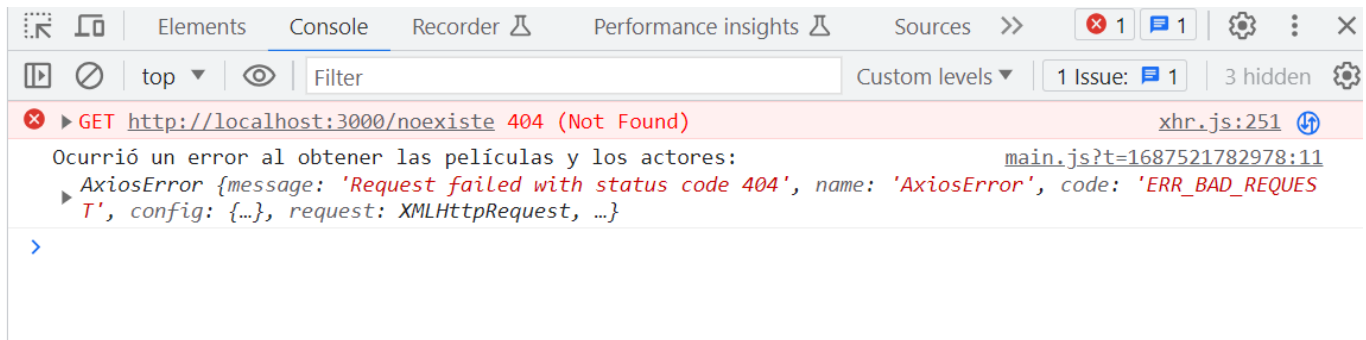 Elements Console Recorder Performance insights Sources 1 1
top Filter Custom levels 1 Issue: 1 3 hidden
GET http://localhost:3000/noexiste 404 (Not Found) xhr.js:251
Ocurrió un error al obtener las películas y los actores: main.js?t=1687521782978:11
AxiosError {message: 'Request failed with status code 404', name: 'AxiosError', code: 'ERR_BAD_REQUES
T', config: {…}, request: XMLHttpRequest, …}